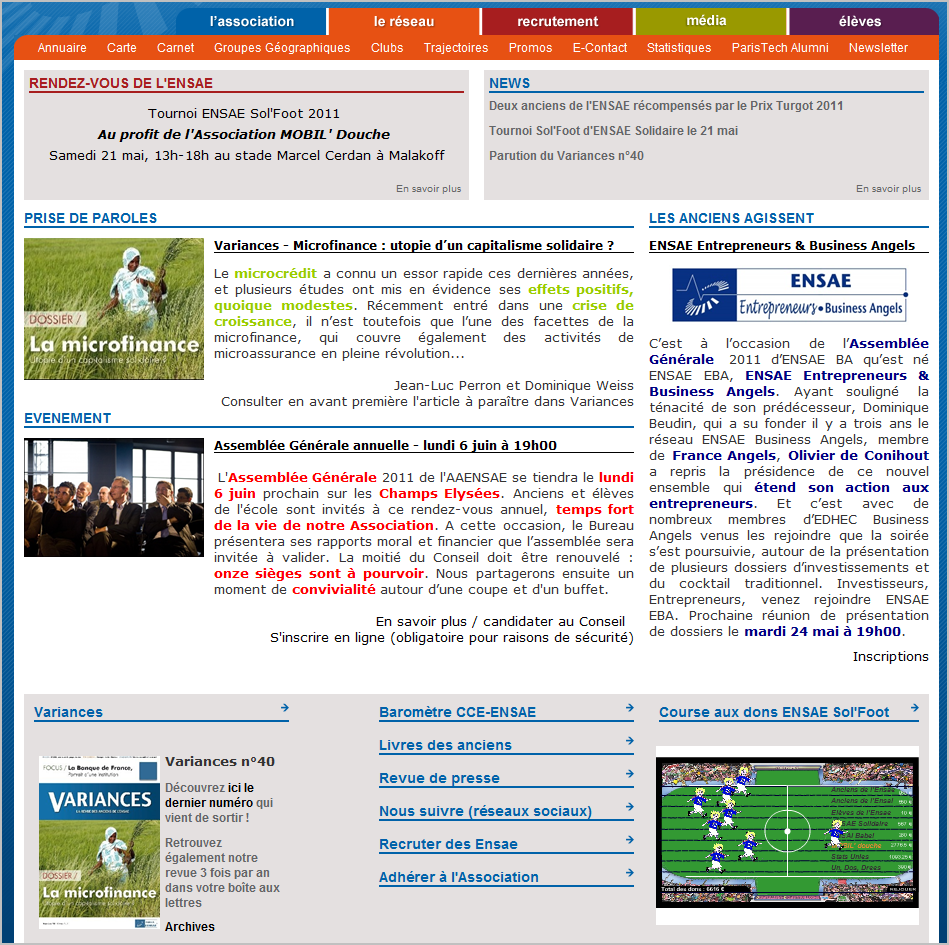 l'association
le réseau
recrutement
média
élèves
Annuaire
Carte
Carnet
Groupes Géographiques
Clubs
Trajectoires
Promos
E-Contact
Statistiques
ParisTech Alumni
Newsletter
RENDEZ-VOUS DE L'ENSAE
Tournoi ENSAE Sol'Foot 2011
Au profit de l'Association MOBIL' Douche
Samedi 21 mai, 13h-18h au stade Marcel Cerdan à Malakoff
En savoir plus
NEWS
Deux anciens de l'ENSAE récompensés par le Prix Turgot 2011
Tournoi Sol'Foot d'ENSAE Solidaire le 21 mai
Parution du Variances n°40
En savoir plus
PRISE DE PAROLES
DOSSIER /
La microfinance
Utopie d'un capitalisme solidaire ?
Variances - Microfinance : utopie d'un capitalisme solidaire ?
Le microcrédit a connu un essor rapide ces dernières années,
et plusieurs études ont mis en évidence ses effets positifs,
quoique modestes. Récemment entré dans une crise de
croissance, il n'est toutefois que l'une des facettes de la
microfinance, qui couvre également des activités de
microassurance en pleine révolution...
Jean-Luc Perron et Dominique Weiss
Consulter en avant première l'article à paraître dans Variances
EVENEMENT
Assemblée Générale annuelle - lundi 6 juin à 19h00
L'Assemblée Générale 2011 de l'AAENSAE se tiendra le lundi
6 juin prochain sur les Champs Elysées. Anciens et élèves
de l'école sont invités à ce rendez-vous annuel, temps fort
de la vie de notre Association. A cette occasion, le Bureau
présentera ses rapports moral et financier que l'assemblée sera
invitée à valider. La moitié du Conseil doit être renouvelé :
onze sièges sont à pourvoir. Nous partagerons ensuite un
moment de convivialité autour d'une coupe et d'un buffet.
En savoir plus / candidater au Conseil
S'inscrire en ligne (obligatoire pour raisons de sécurité)
LES ANCIENS AGISSENT
ENSAE Entrepreneurs & Business Angels
ENSAE
Entrepreneurs • Business Angels
C'est à l'occasion de l'Assemblée
Générale 2011 d'ENSAE BA qu'est né
ENSAE EBA, ENSAE Entrepreneurs &
Business Angels. Ayant souligné la
ténacité de son prédécesseur, Dominique
Beudin, qui a su fonder il y a trois ans le
réseau ENSAE Business Angels, membre
de France Angels, Olivier de Conihout
a repris la présidence de ce nouvel
ensemble qui étend son action aux
entrepreneurs. Et c'est avec de
nombreux membres d'EDHEC Business
Angels venus les rejoindre que la soirée
s'est poursuivie, autour de la présentation
de plusieurs dossiers d'investissements et
du cocktail traditionnel. Investisseurs,
Entrepreneurs, venez rejoindre ENSAE
EBA. Prochaine réunion de présentation
de dossiers le mardi 24 mai à 19h00.
Inscriptions
Variances
FOCUS / La Banque de France,
Portrait d'une institution
VARIANCES
LA REVUE DES ANCIENS DE L'ENSAE
DOSSIER /
La microfinance
Variances n°40
Découvrez ici le
dernier numéro qui
vient de sortir !
Retrouvez
également notre
revue 3 fois par an
dans votre boîte aux
lettres
Archives
Baromètre CCE-ENSAE
Livres des anciens
Revue de presse
Nous suivre (réseaux sociaux)
Recruter des Ensae
Adhérer à l'Association
Course aux dons ENSAE Sol'Foot
Anciens de l'Ensae
Anciens de l'Ensai
Elèves de l'Ensae
Solidaire
Babel
douche
Stats Unies
Un, Dos, Drees
Total des dons : 6616 €
REJOUER